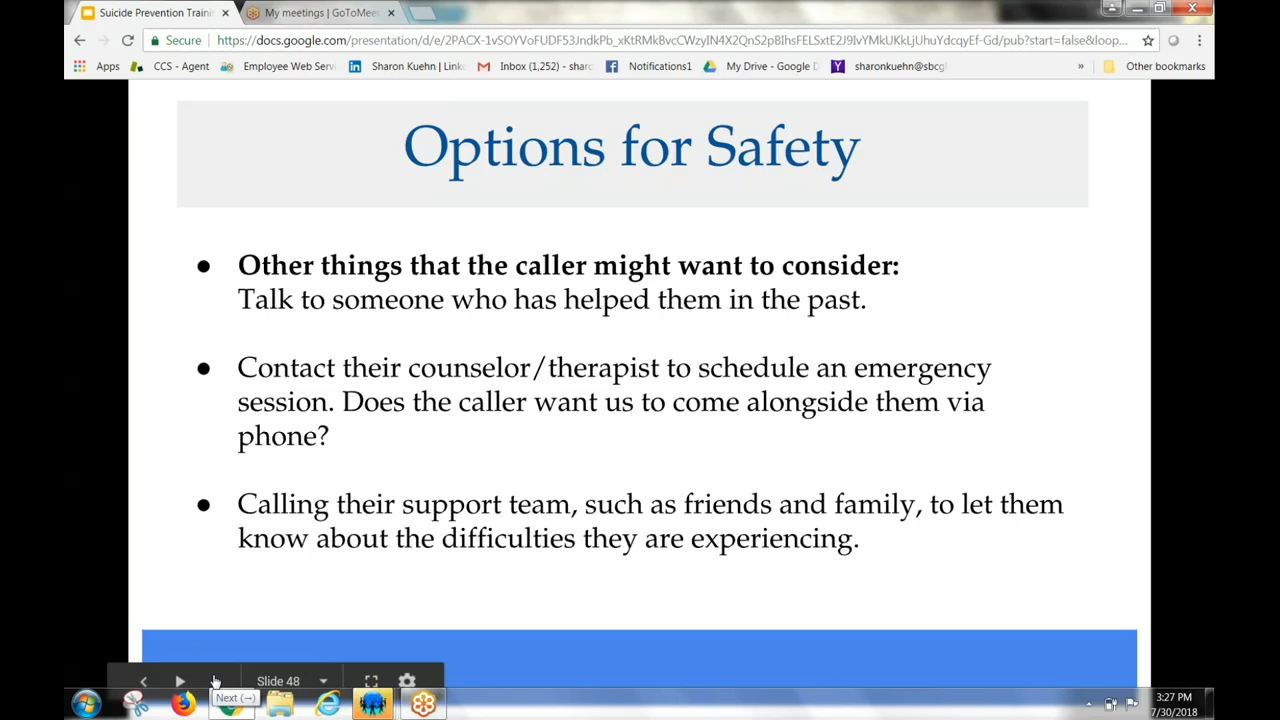 Suicide Prevention Traini
My meetings | GoToMee
Secure
https://docs.google.com/presentation/d/e/2PACX-1vSOYVoFUDF53JndkPb_xKtRMkBvcCWzyIN4X2QnS2pBlhsFELSxtE2J9IvYMkUKkLjUhuYdcqyEf-Gd/pub?start=false&loop...
Apps
CCS - Agent
Employee Web Servi
Sharon Kuehn | Linke
Inbox (1,252) - sharo
Notifications1
My Drive - Google D
sharonkuehn@sbcgl
»
Other bookmarks
Options for Safety
● Other things that the caller might want to consider:
Talk to someone who has helped them in the past.
● Contact their counselor/therapist to schedule an emergency
session. Does the caller want us to come alongside them via
phone?
● Calling their support team, such as friends and family, to let them
know about the difficulties they are experiencing.
Slide 48
Next (→)
3:27 PM
7/30/2018